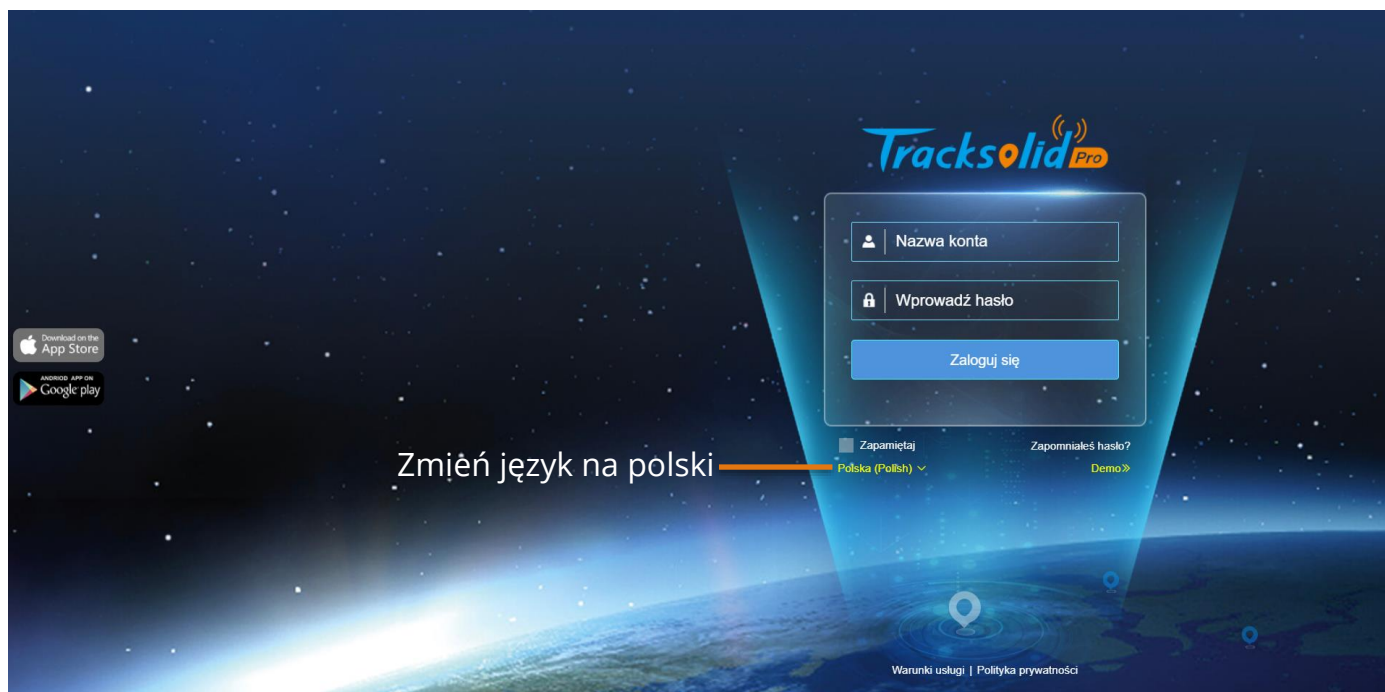 Tracksolid Pro
Nazwa konta
Wprowadź hasło
Download on the
App Store
Zaloguj się
ANDRIOD APP ON
Google play
Zapamiętaj
Zapomniałeś hasło?
Zmień język na polski
Polska (Polish)
Demo»
Warunki usługi | Polityka prywatności